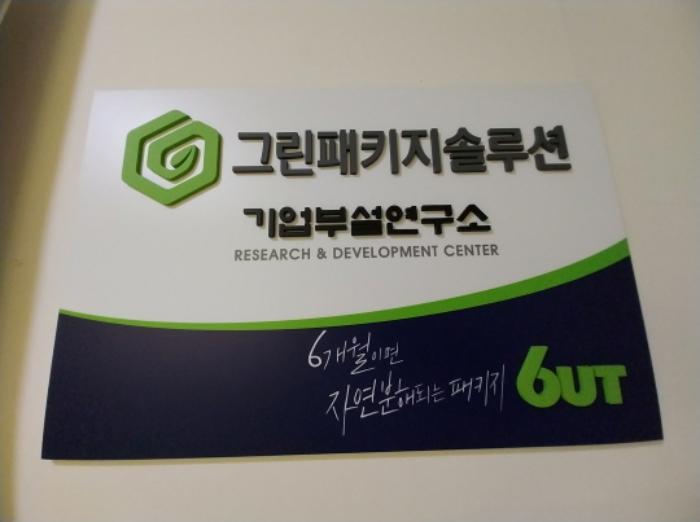 그린패키지솔루션
기업부설연구소
RESEARCH & DEVELOPMENT CENTER
6개월이면
자연분해되는 패키지
6UT